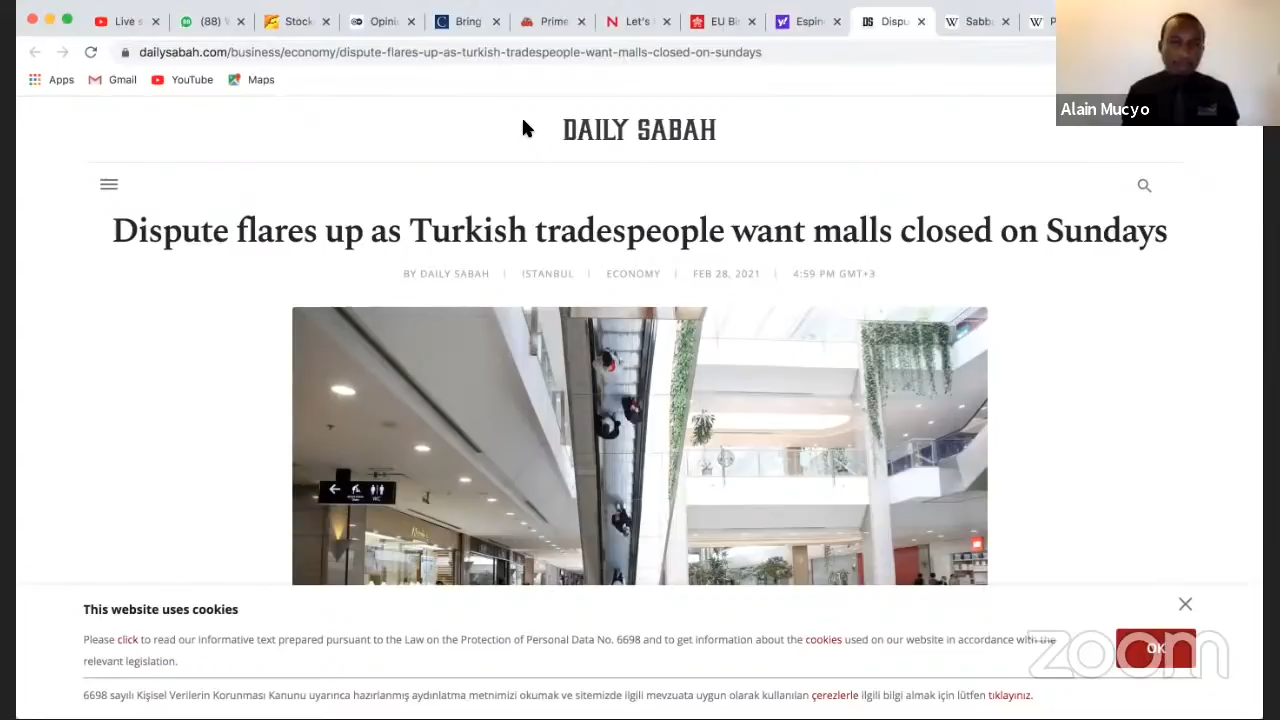 Live s
(88)
Stock
Opini
Bring
Prime
Let's
EU Bi
Espin
Dispu
Sabb
P
dailysabah.com/business/economy/dispute-flares-up-as-turkish-tradespeople-want-malls-closed-on-sundays
Apps
Gmail
YouTube
Maps
Alain Mucyo
DAILY SABAH
Dispute flares up as Turkish tradespeople want malls closed on Sundays
BY DAILY SABAH
ISTANBUL
ECONOMY
FEB 28, 2021
4:59 PM GMT+3
WC
This website uses cookies
Please click to read our informative text prepared pursuant to the Law on the Protection of Personal Data No. 6698 and to get information about the cookies used on our website in accordance with the
relevant legislation.
OK
zoom
6698 sayılı Kişisel Verilerin Korunması Kanunu uyarınca hazırlanmış aydınlatma metnimizi okumak ve sitemizde ilgili mevzuata uygun olarak kullanılan çerezlerle ilgili bilgi almak için lütfen tıklayınız.